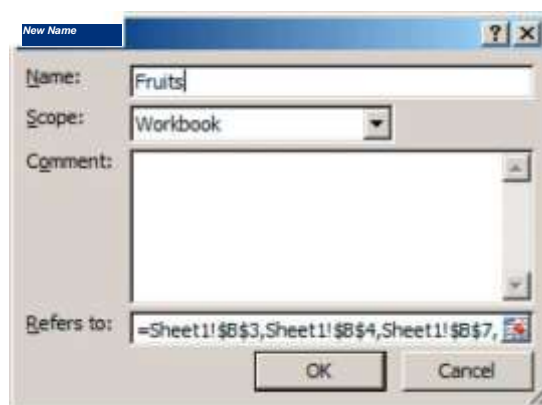 New Name
? ×
Name: Fruits
Scope: Workbook
Comment:
Refers to: =Sheet1!$B$3,Sheet1!$B$4,Sheet1!$B$7,
OK Cancel